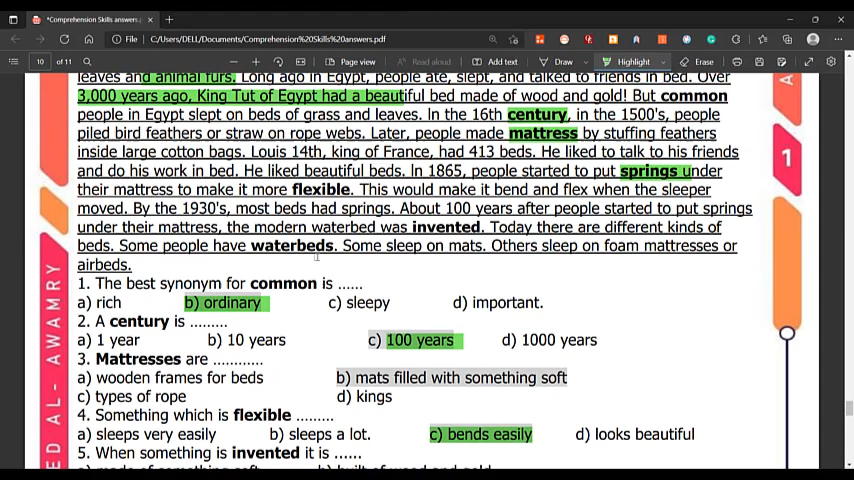 *Comprehension Skills answers.
File
C:/Users/DELL/Documents/Comprehension%20Skills%20answers.pdf
10 of 11
Page view
Read aloud
Add text
Draw
Highlight
Erase
leaves and animal furs. Long ago in Egypt, people ate, slept, and talked to friends in bed. Over
3,000 years ago, King Tut of Egypt had a beautiful bed made of wood and gold! But common
people in Egypt slept on beds of grass and leaves. In the 16th century, in the 1500's, people
piled bird feathers or straw on rope webs. Later, people made mattress by stuffing feathers
inside large cotton bags. Louis 14th, king of France, had 413 beds. He liked to talk to his friends
and do his work in bed. He liked beautiful beds. In 1865, people started to put springs under
their mattress to make it more flexible. This would make it bend and flex when the sleeper
moved. By the 1930's, most beds had springs. About 100 years after people started to put springs
under their mattress, the modern waterbed was invented. Today there are different kinds of
beds. Some people have waterbeds. Some sleep on mats. Others sleep on foam mattresses or
airbeds.
1. The best synonym for common is ......
a) rich b) ordinary c) sleepy d) important.
2. A century is .........
a) 1 year b) 10 years c) 100 years d) 1000 years
3. Mattresses are ............
a) wooden frames for beds b) mats filled with something soft
c) types of rope d) kings
4. Something which is flexible .........
a) sleeps very easily b) sleeps a lot. c) bends easily d) looks beautiful
5. When something is invented it is ......
a) made of something soft b) built of wood and gold
ED AL- AWAMRY
A
1